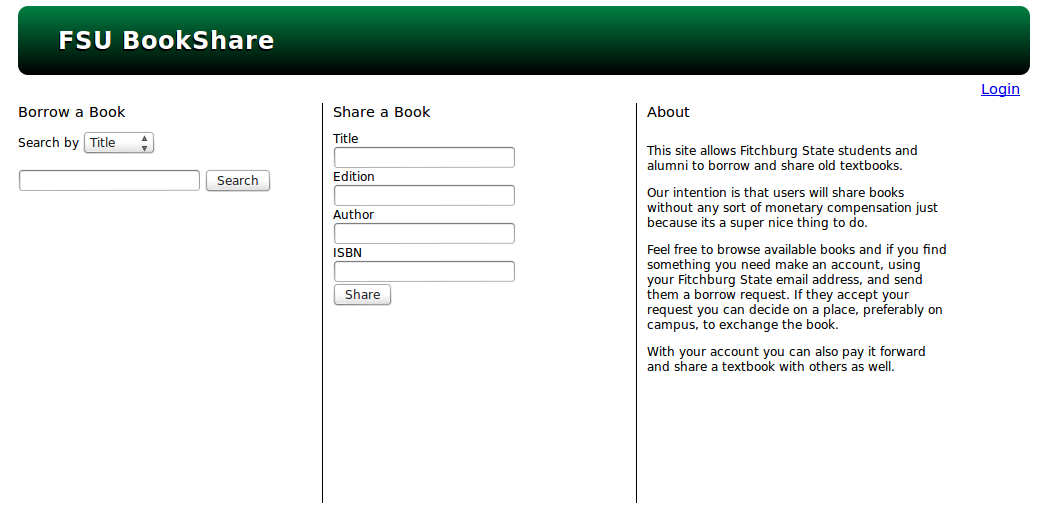 FSU BookShare
Login
Borrow a Book
Search by Title
Search
Share a Book
Title
Edition
Author
ISBN
Share
About
This site allows Fitchburg State students and
alumni to borrow and share old textbooks.
Our intention is that users will share books
without any sort of monetary compensation just
because its a super nice thing to do.
Feel free to browse available books and if you find
something you need make an account, using
your Fitchburg State email address, and send
them a borrow request. If they accept your
request you can decide on a place, preferably on
campus, to exchange the book.
With your account you can also pay it forward
and share a textbook with others as well.